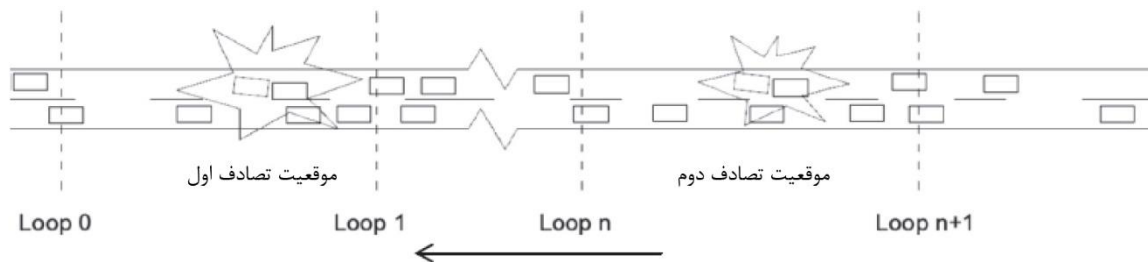 موقعیت تصادف اول
موقعیت تصادف دوم
Loop 0
Loop 1
Loop n
Loop n+1